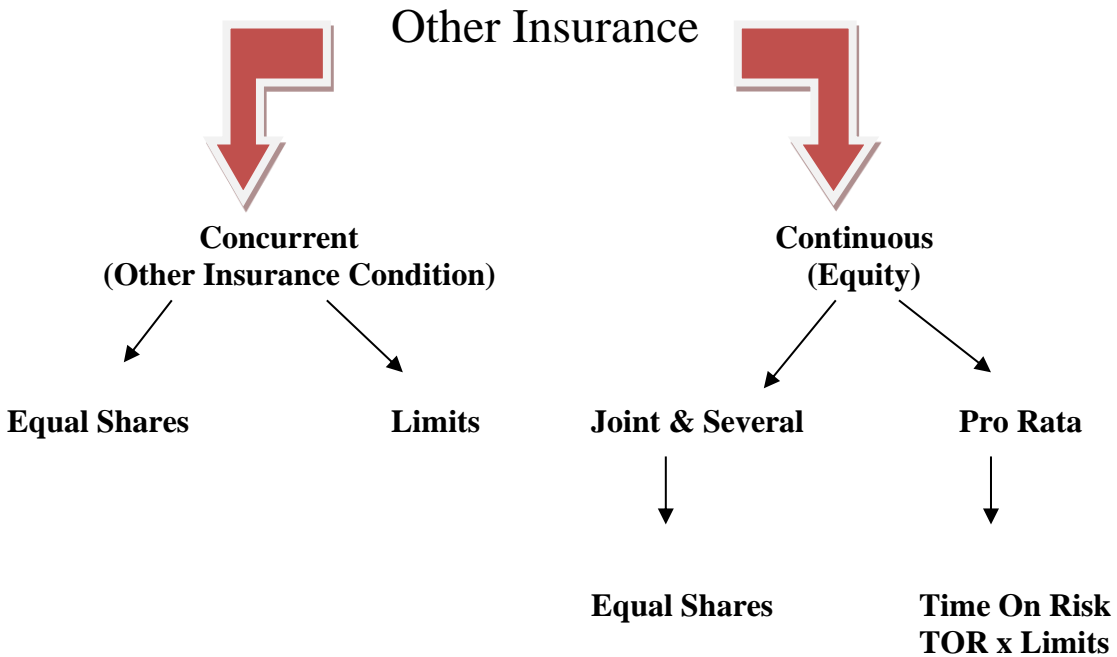 Other Insurance
Concurrent
(Other Insurance Condition)
Continuous
(Equity)
Equal Shares
Limits
Joint & Several
Pro Rata
Equal Shares
Time On Risk
TOR x Limits